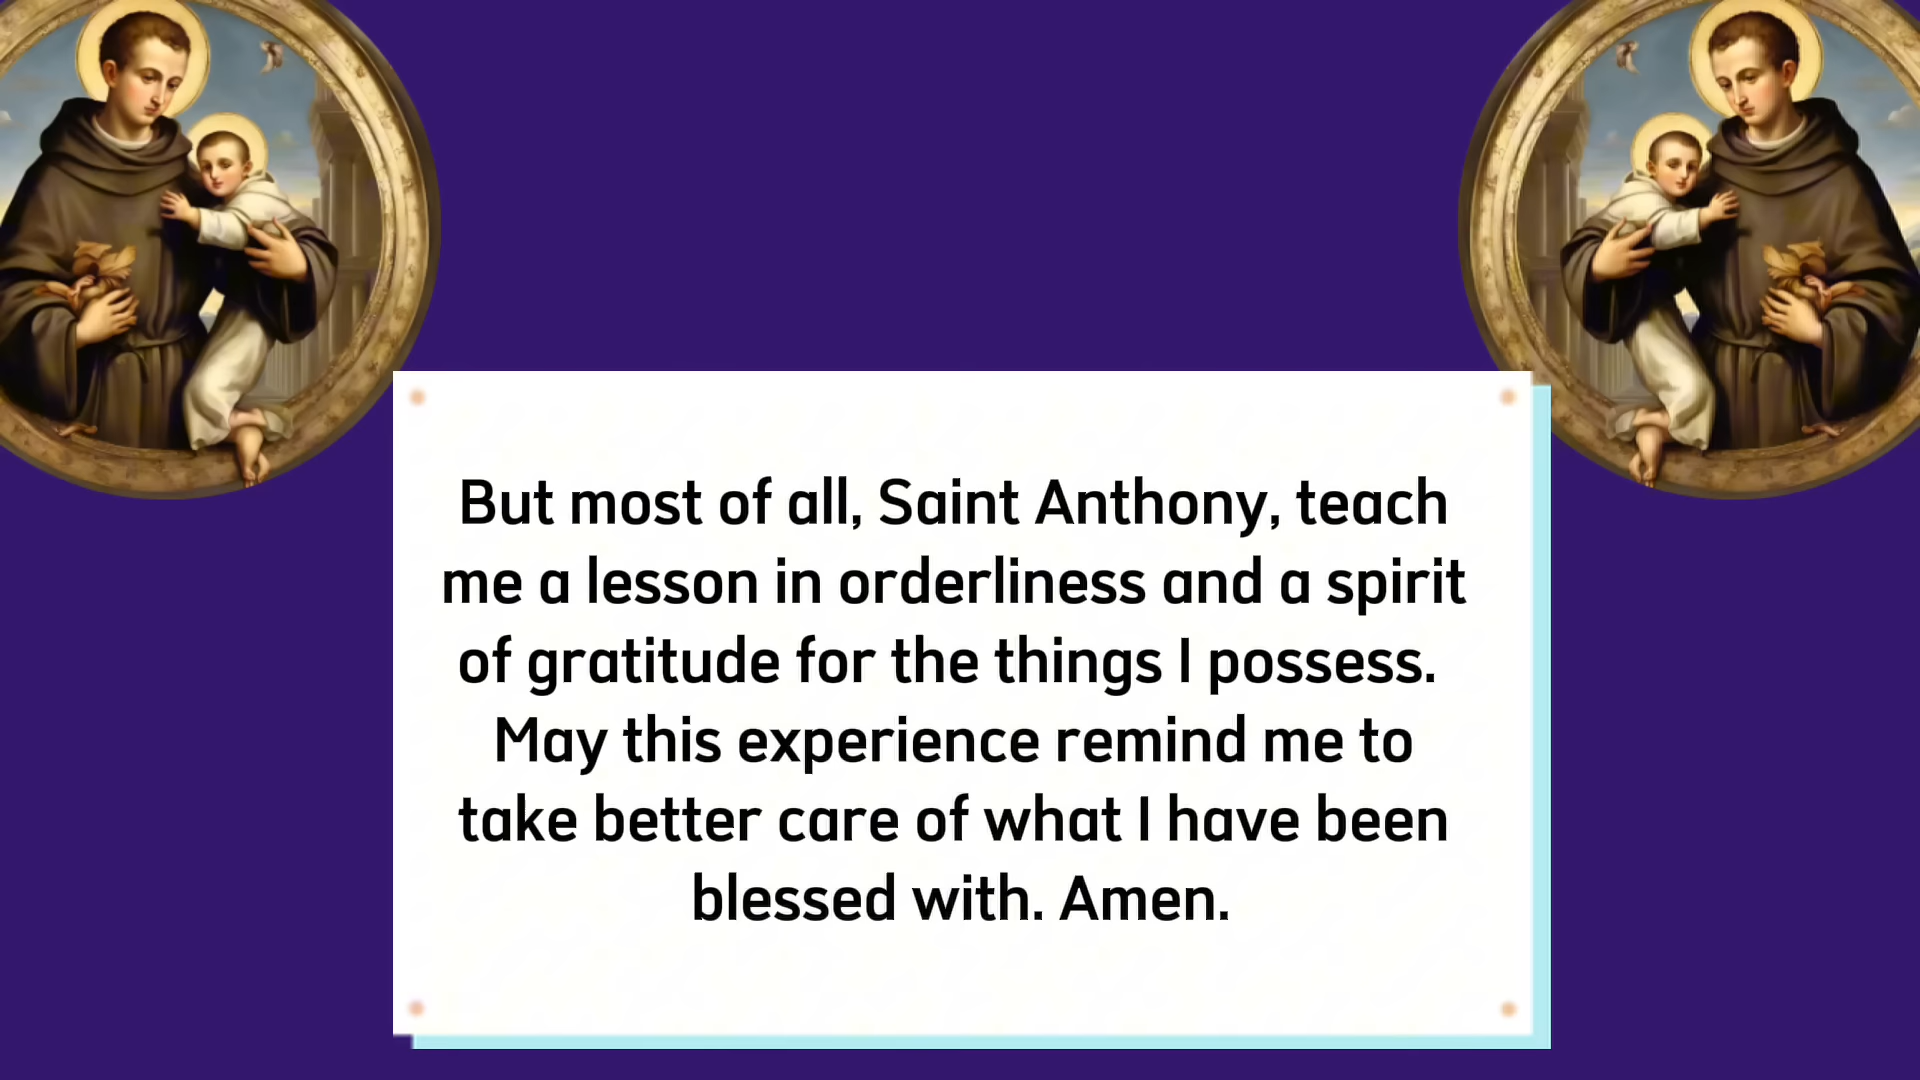 But most of all, Saint Anthony, teach
me a lesson in orderliness and a spirit
of gratitude for the things I possess.
May this experience remind me to
take better care of what I have been
blessed with. Amen.